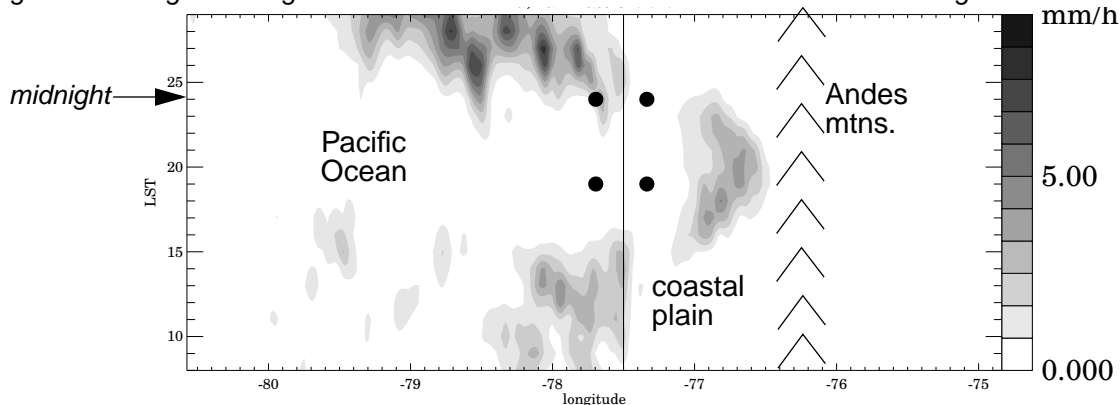 mm/h
midnight
25
Andes
mtns.
Pacific
Ocean
20
5.00
LST
15
coastal
plain
10
0.000
-80
-79
-78
-77
-76
-75
longitude